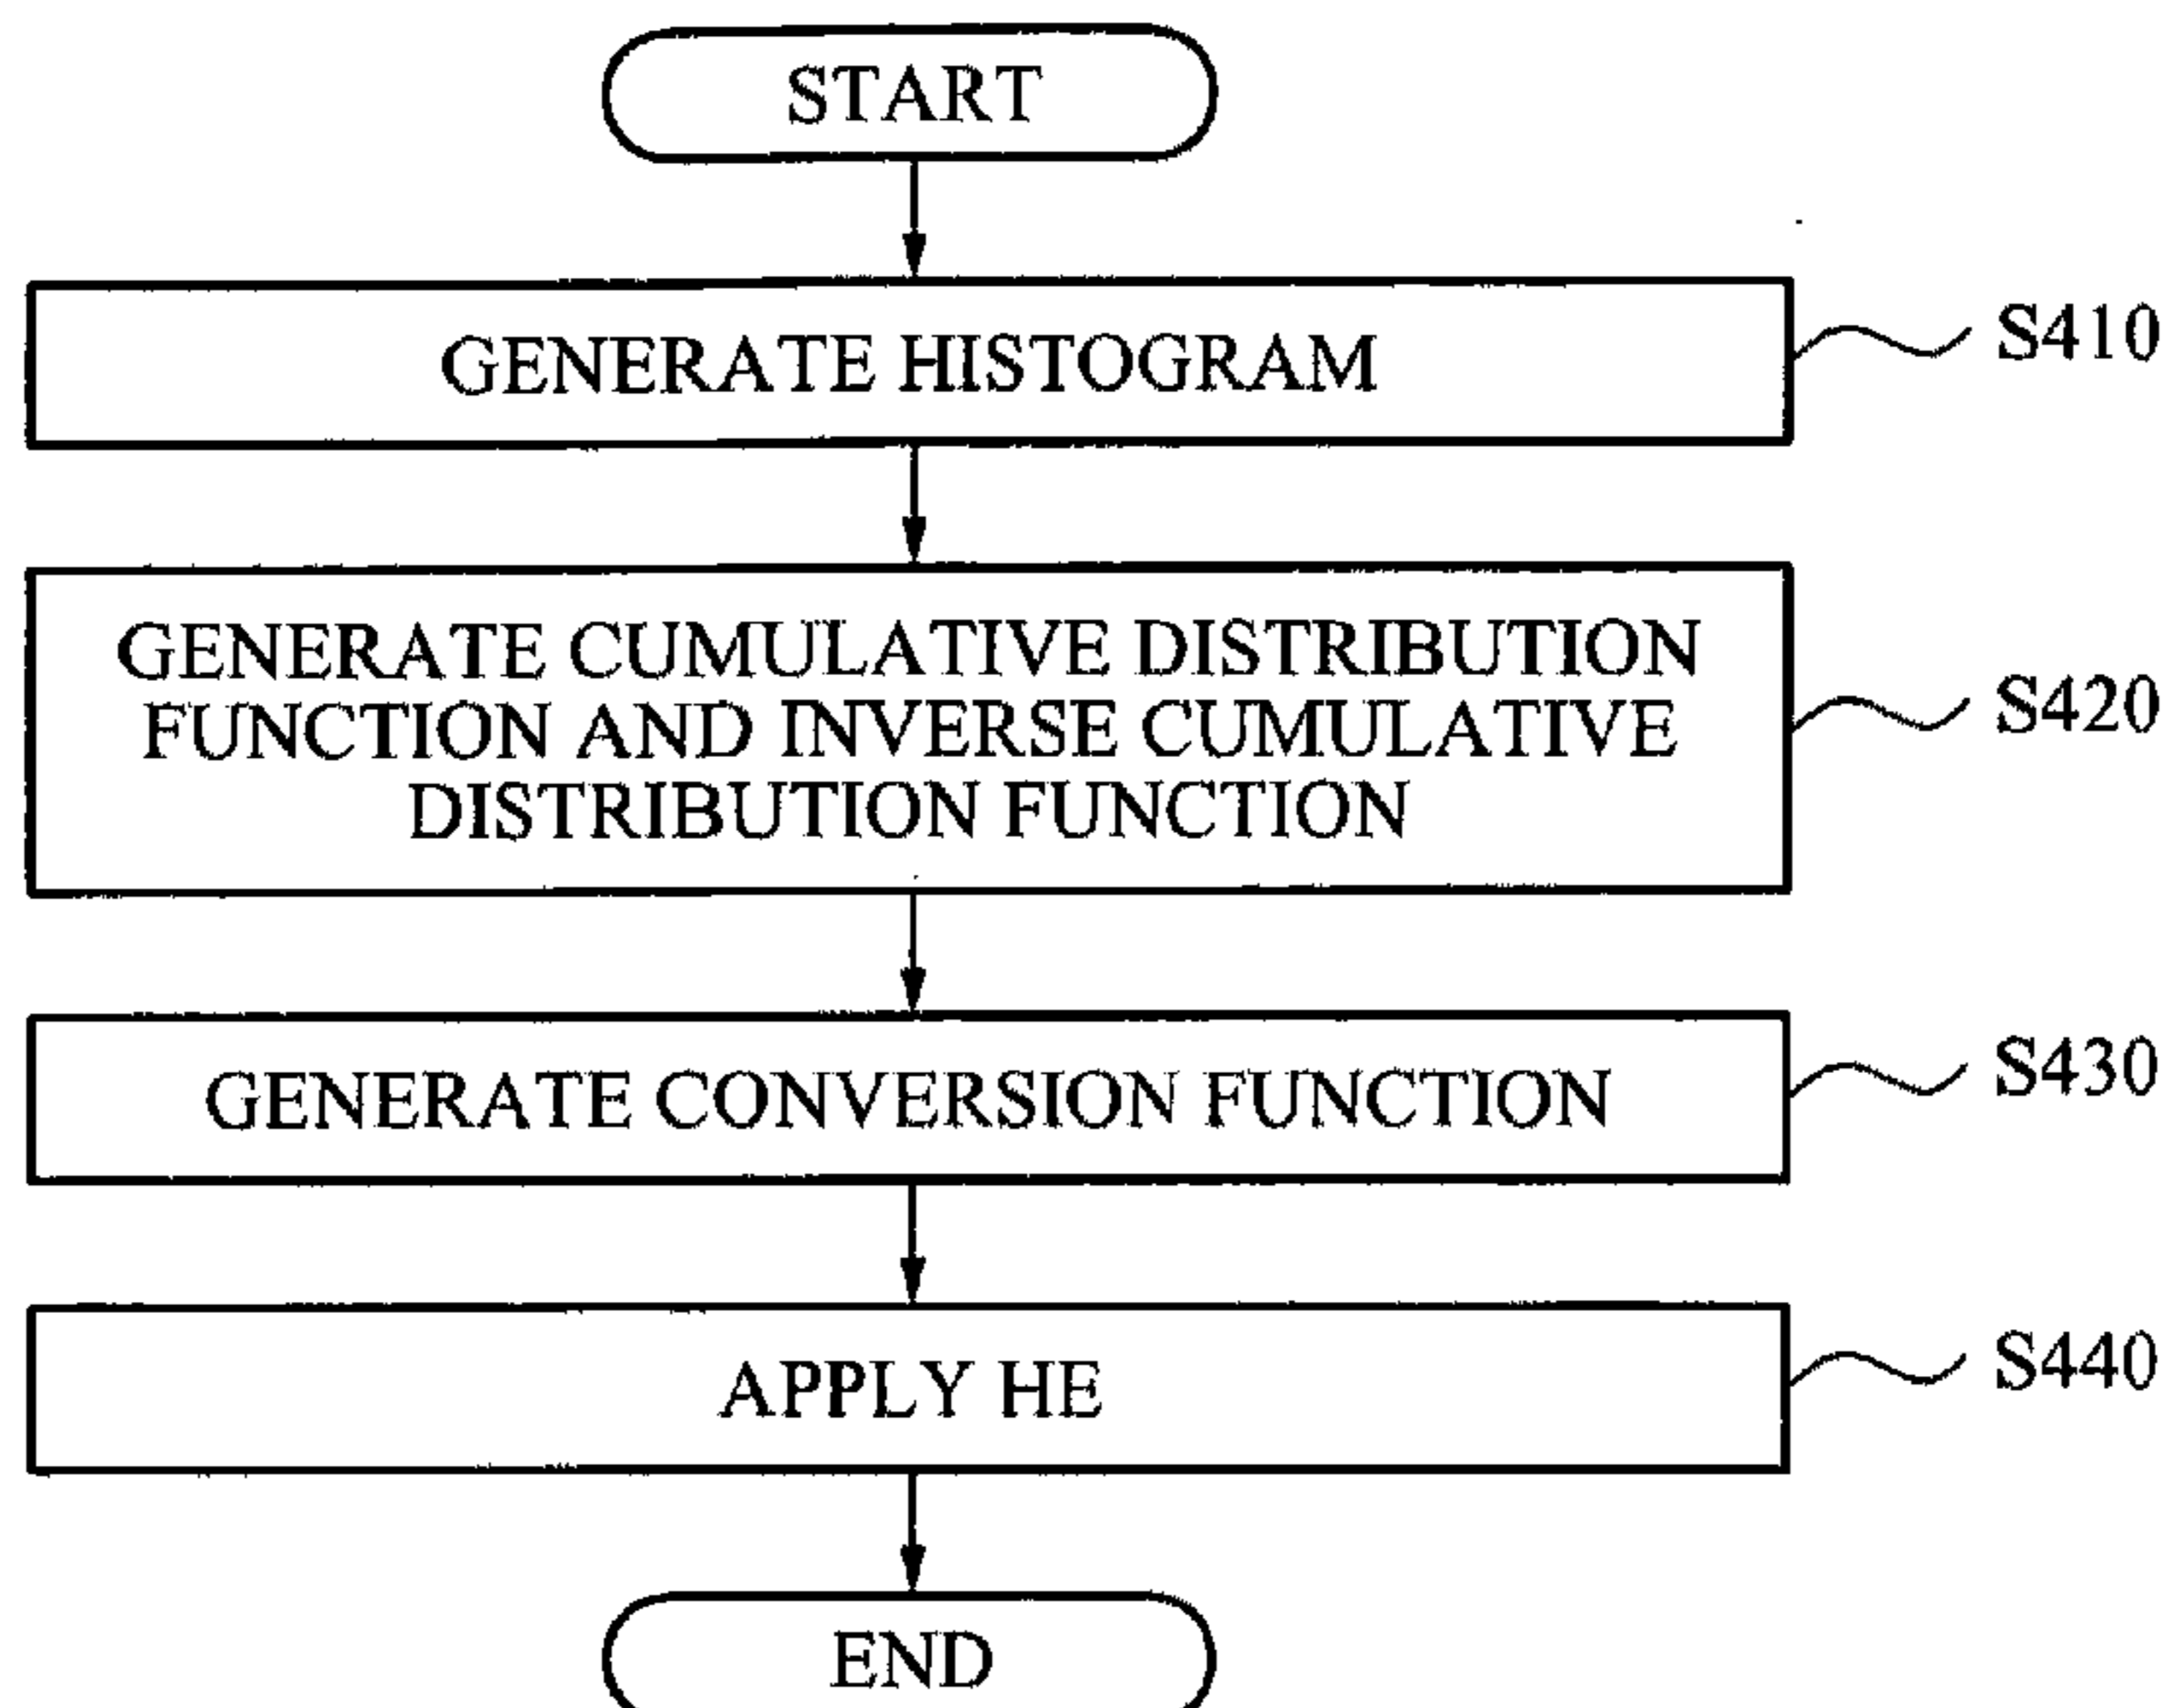 START
GENERATE HISTOGRAM
S410
GENERATE CUMULATIVE DISTRIBUTION
FUNCTION AND INVERSE CUMULATIVE
DISTRIBUTION FUNCTION
S420
GENERATE CONVERSION FUNCTION
S430
APPLY HE
S440
END